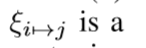 ξ_{i↦j} is a